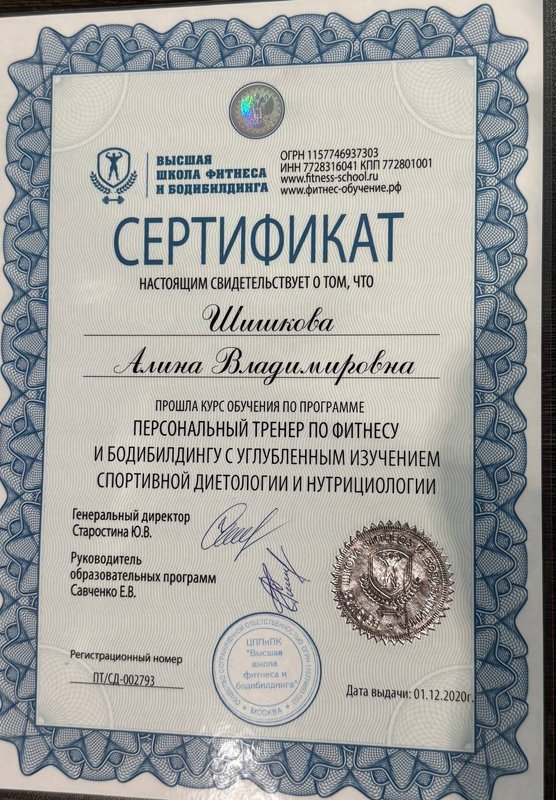 ВЫСШАЯ
ШКОЛА ФИТНЕСА
И БОДИБИЛДИНГА
ОГРН 1157746937303
ИНН 7728316041 КПП 772801001
www.fitness-school.ru
www.фитнес-обучение.рф
СЕРТИФИКАТ
НАСТОЯЩИМ СВИДЕТЕЛЬСТВУЕТ О ТОМ, ЧТО
Шишкова
Алина Владимировна
ПРОШЛА КУРС ОБУЧЕНИЯ ПО ПРОГРАММЕ
ПЕРСОНАЛЬНЫЙ ТРЕНЕР ПО ФИТНЕСУ
И БОДИБИЛДИНГУ С УГЛУБЛЕННЫМ ИЗУЧЕНИЕМ
СПОРТИВНОЙ ДИЕТОЛОГИИ И НУТРИЦИОЛОГИИ
Генеральный директор
Старостина Ю.В.
Руководитель
образовательных программ
Савченко Е.В.
Регистрационный номер
ПТ/СД-002793
ЦППиПК
"Высшая
школа
фитнеса и
бодибилдинга"
МОСКВА
Дата выдачи: 01.12.2020г.